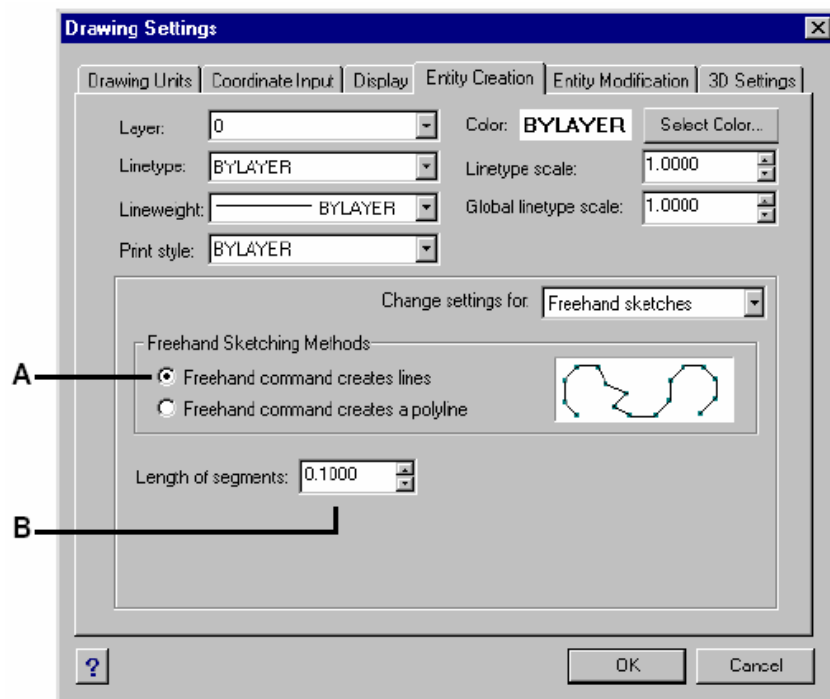 Drawing Settings
Drawing Units Coordinate Input Display Entity Creation Entity Modification 3D Settings
Layer: 0 Color: BYLAYER Select Color...
Linetype: BYLAYER Linetype scale: 1.0000
Lineweight: BYLAYER Global linetype scale: 1.0000
Print style: BYLAYER
Change settings for: Freehand sketches
Freehand Sketching Methods
A Freehand command creates lines
Freehand command creates a polyline
Length of segments: 0.1000
B
? OK Cancel